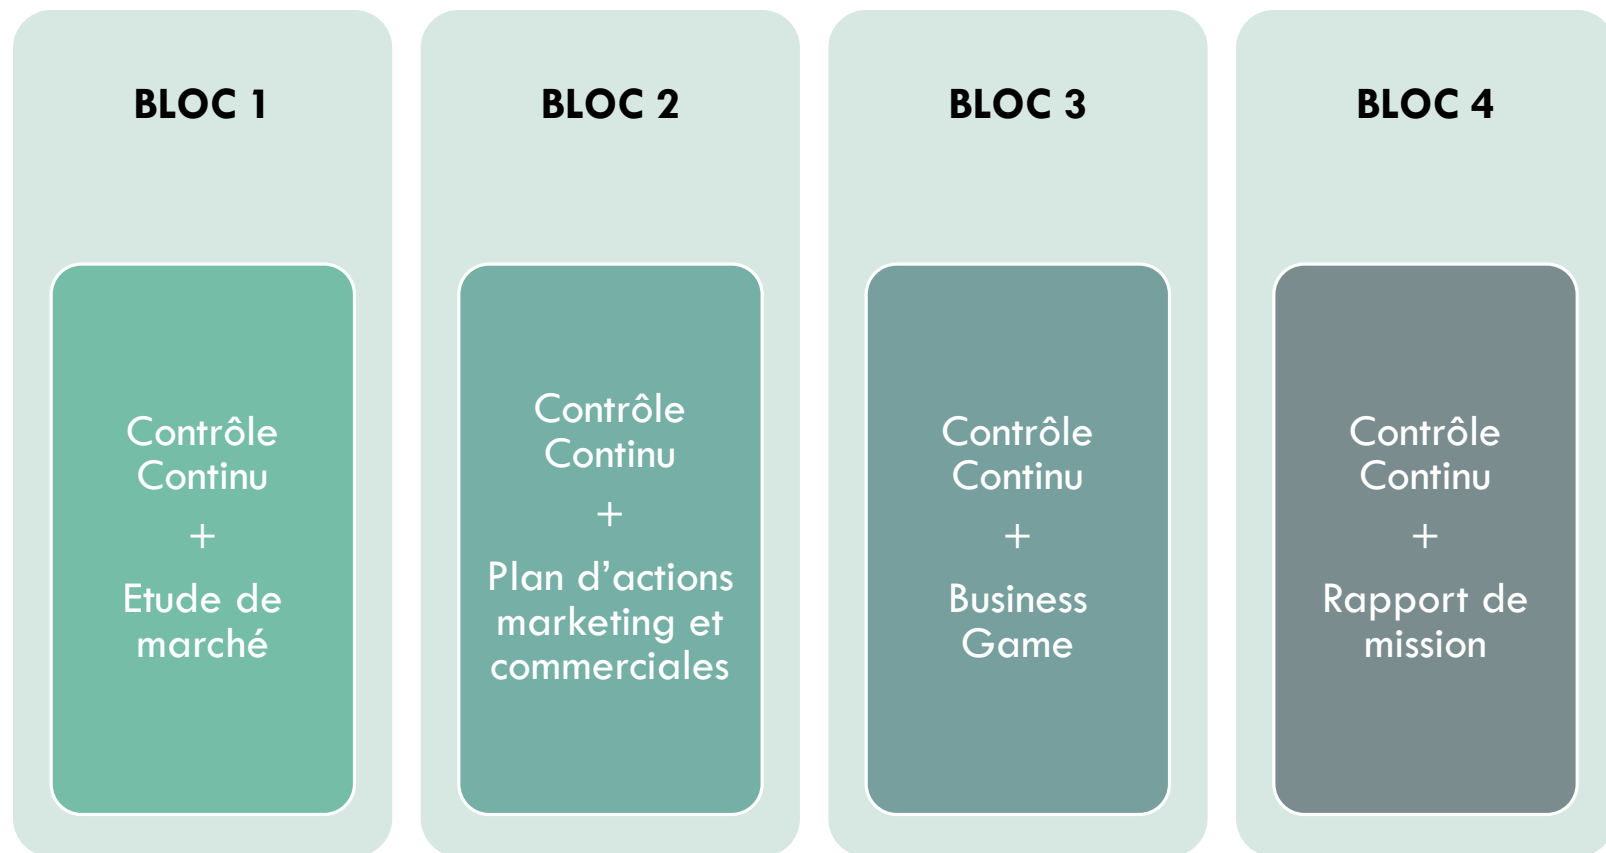 BLOC 1
Contrôle
Continu
+
Etude de
marché
BLOC 2
Contrôle
Continu
+
Plan d’actions
marketing et
commerciales
BLOC 3
Contrôle
Continu
+
Business
Game
BLOC 4
Contrôle
Continu
+
Rapport de
mission